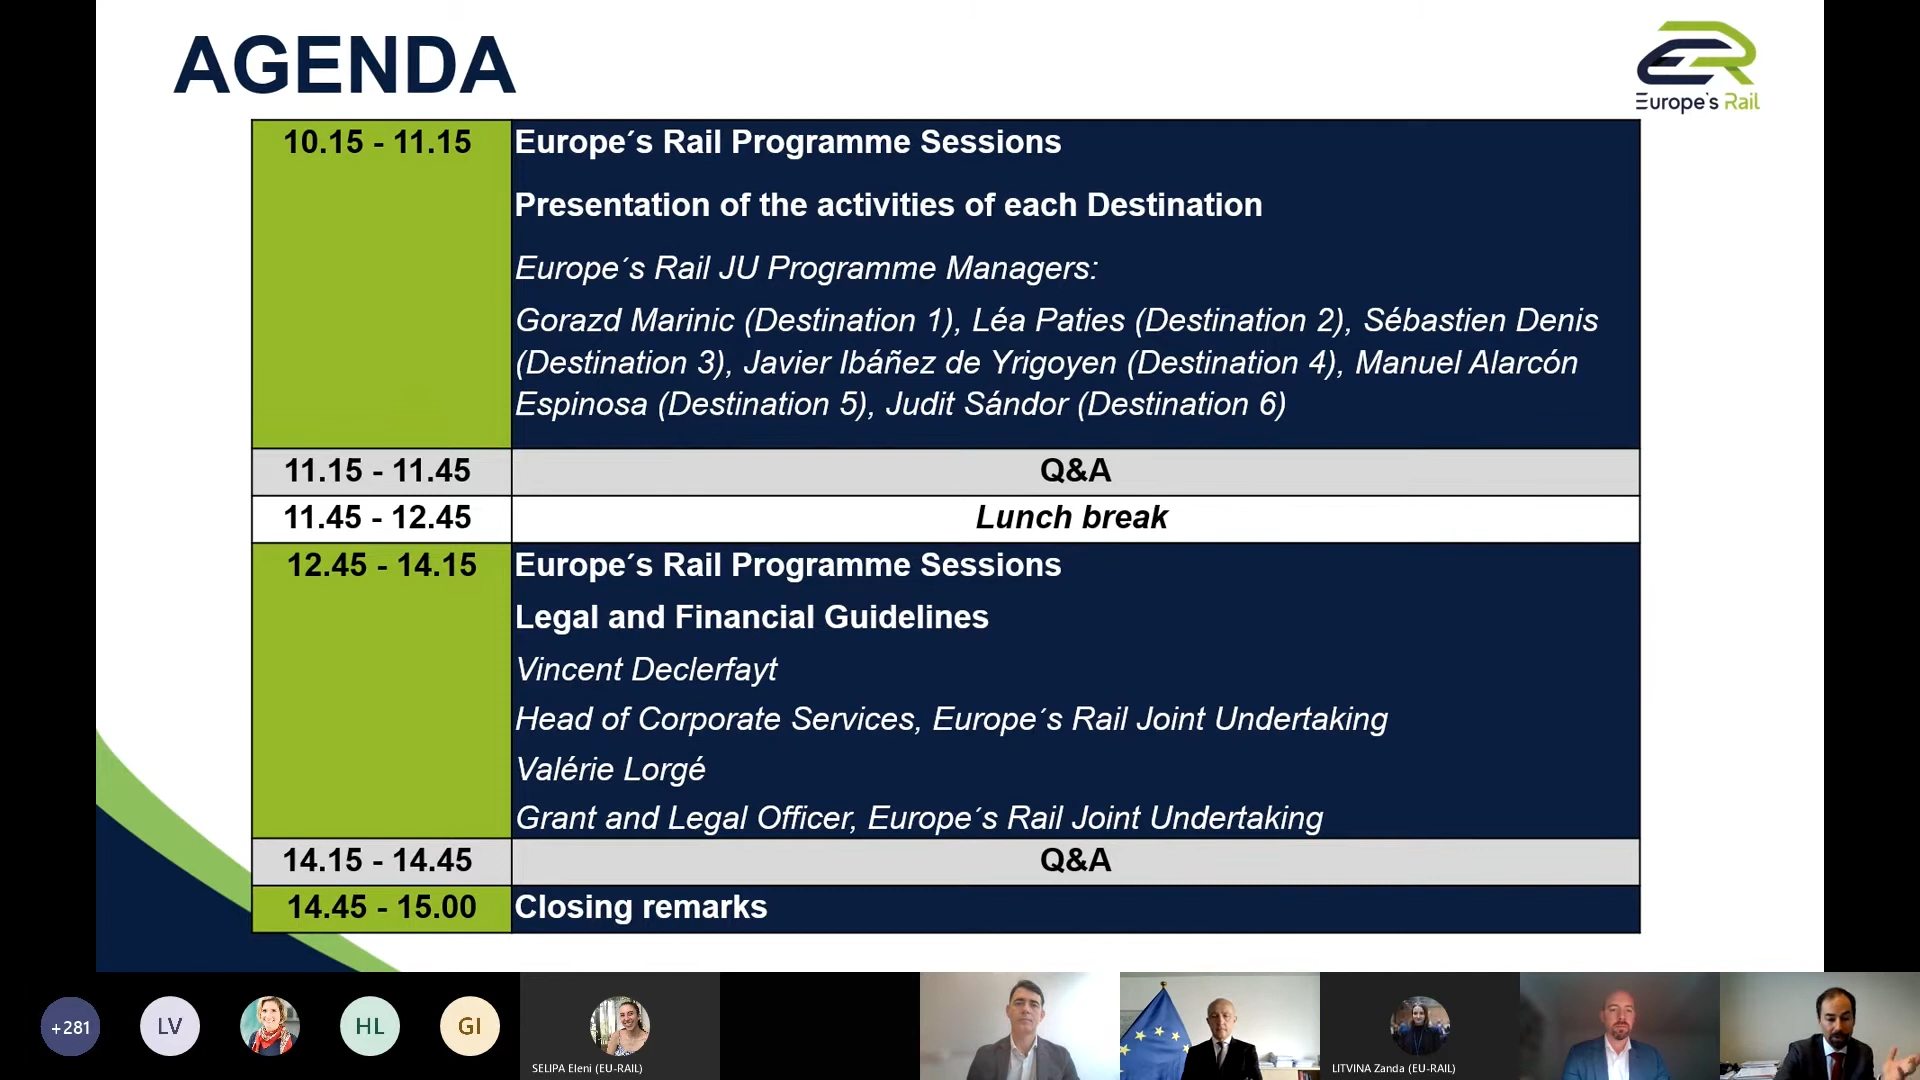 AGENDA
Europe's Rail
10.15 - 11.15
Europe´s Rail Programme Sessions
Presentation of the activities of each Destination
Europe´s Rail JU Programme Managers:
Gorazd Marinic (Destination 1), Léa Paties (Destination 2), Sébastien Denis
(Destination 3), Javier Ibáñez de Yrigoyen (Destination 4), Manuel Alarcón
Espinosa (Destination 5), Judit Sándor (Destination 6)
11.15 - 11.45
Q&A
11.45 - 12.45
Lunch break
12.45 - 14.15
Europe´s Rail Programme Sessions
Legal and Financial Guidelines
Vincent Declerfayt
Head of Corporate Services, Europe´s Rail Joint Undertaking
Valérie Lorgé
Grant and Legal Officer, Europe´s Rail Joint Undertaking
14.15 - 14.45
Q&A
14.45 - 15.00
Closing remarks
+281
LV
HL
GI
SELIPA Eleni (EU-RAIL)
LITVINA Zanda (EU-RAIL)